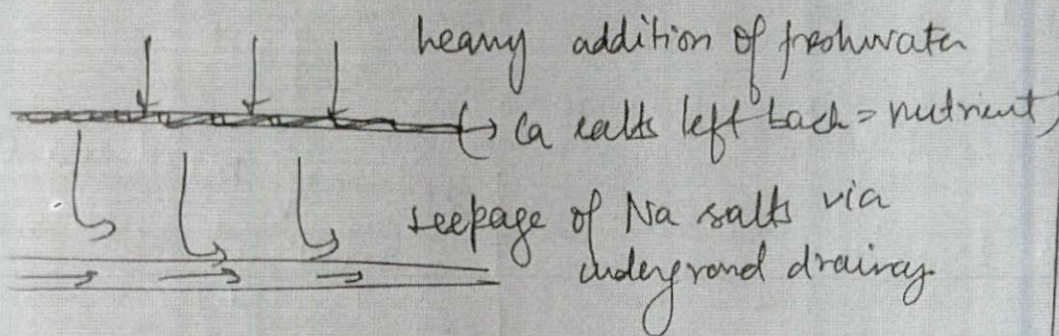 heavy addition of freshwater
Ca salts left back = nutrient
seepage of Na salts via
underground drainage